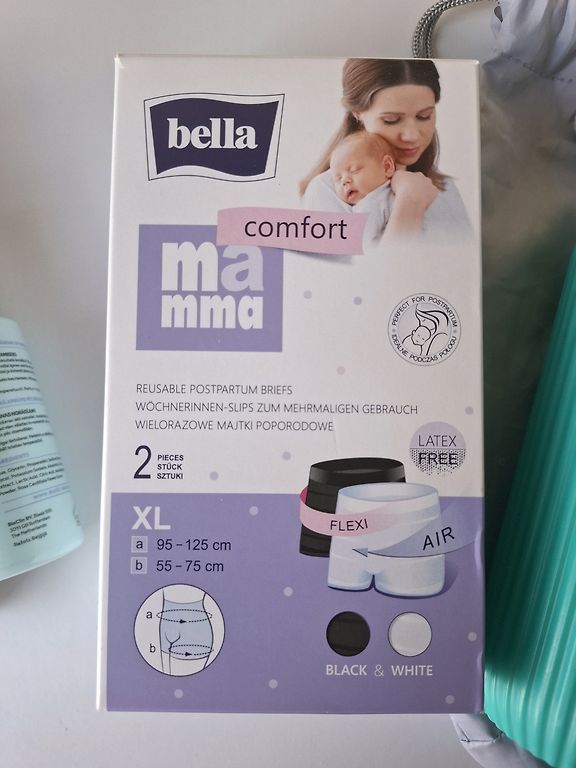 bella
comfort
ma
mma
PERFECT FOR POSTPARTUM
IDEALNE PODCZAS POŁOGU
REUSABLE POSTPARTUM BRIEFS
WÖCHNERINNEN-SLIPS ZUM MEHRMALIGEN GEBRAUCH
WIELORAZOWE MAJTKI POPORODOWE
LATEX
FREE
2 PIECES
STÜCK
SZTUKI
XL
a 95 – 125 cm
b 55 – 75 cm
FLEXI
AIR
a
b
BLACK & WHITE
The Netherlands